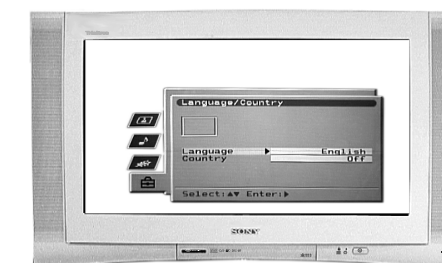 Language/Country
Language English
Country Off
Select:▲▼ Enter:▶
SONY